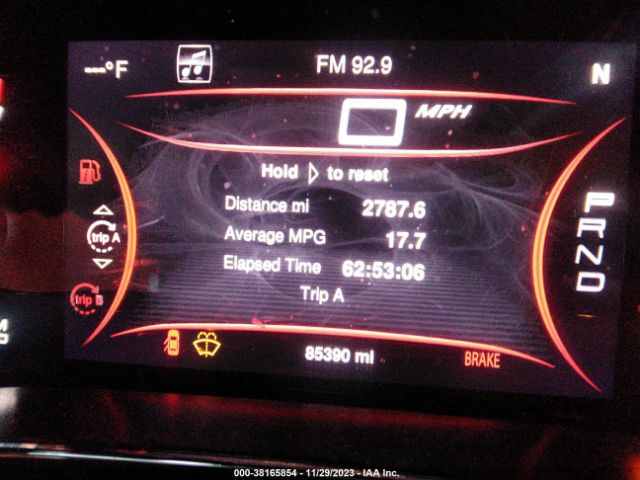 ---°F
FM 92.9
N
0 MPH
Hold ▷ to reset
Distance mi 2787.6
Average MPG 17.7
Elapsed Time 62:53:06
Trip A
trip A
trip B
P
R
N
D
85390 mi
BRAKE
000-38165854 - 11/29/2023 - IAA Inc.